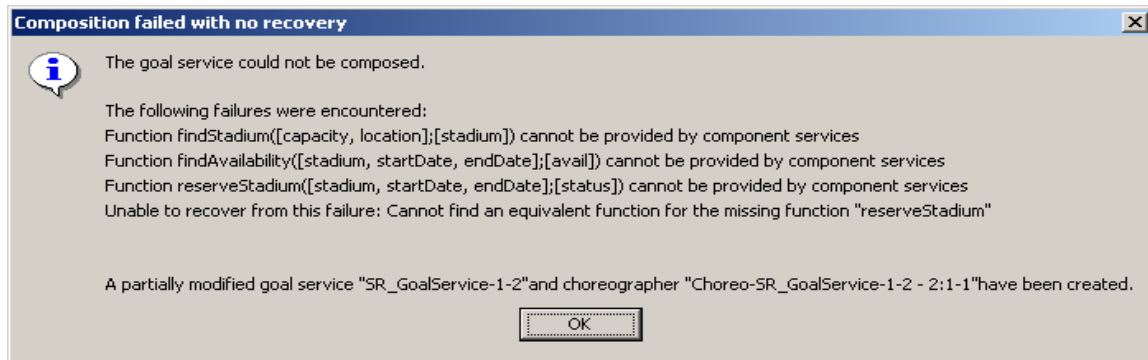 Composition failed with no recovery
The goal service could not be composed.
The following failures were encountered:
Function findStadium([capacity, location];[stadium]) cannot be provided by component services
Function findAvailability([stadium, startDate, endDate];[avail]) cannot be provided by component services
Function reserveStadium([stadium, startDate, endDate];[status]) cannot be provided by component services
Unable to recover from this failure: Cannot find an equivalent function for the missing function "reserveStadium"
A partially modified goal service "SR_GoalService-1-2"and choreographer "Choreo-SR_GoalService-1-2 - 2:1-1"have been created.
OK